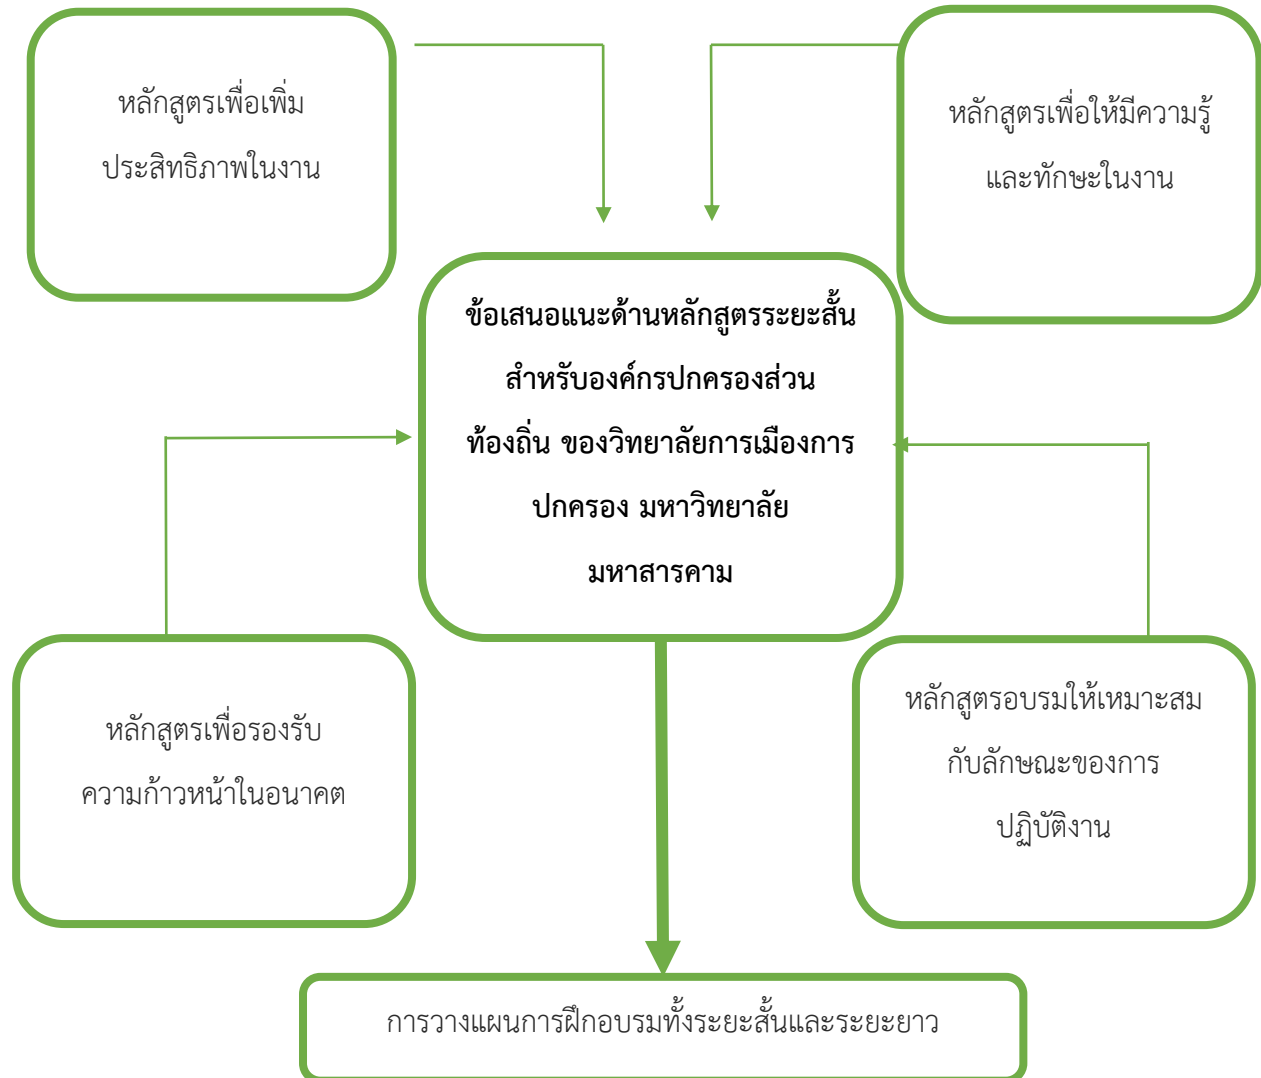 หลักสูตรเพื่อเพิ่ม
ประสิทธิภาพในงาน
หลักสูตรเพื่อให้มีความรู้
และทักษะในงาน
ข้อเสนอแนะด้านหลักสูตรระยะสั้น
สำหรับองค์กรปกครองส่วน
ท้องถิ่น ของวิทยาลัยการเมืองการ
ปกครอง มหาวิทยาลัย
มหาสารคาม
หลักสูตรเพื่อรองรับ
ความก้าวหน้าในอนาคต
หลักสูตรอบรมให้เหมาะสม
กับลักษณะของการ
ปฏิบัติงาน
การวางแผนการฝึกอบรมทั้งระยะสั้นและระยะยาว